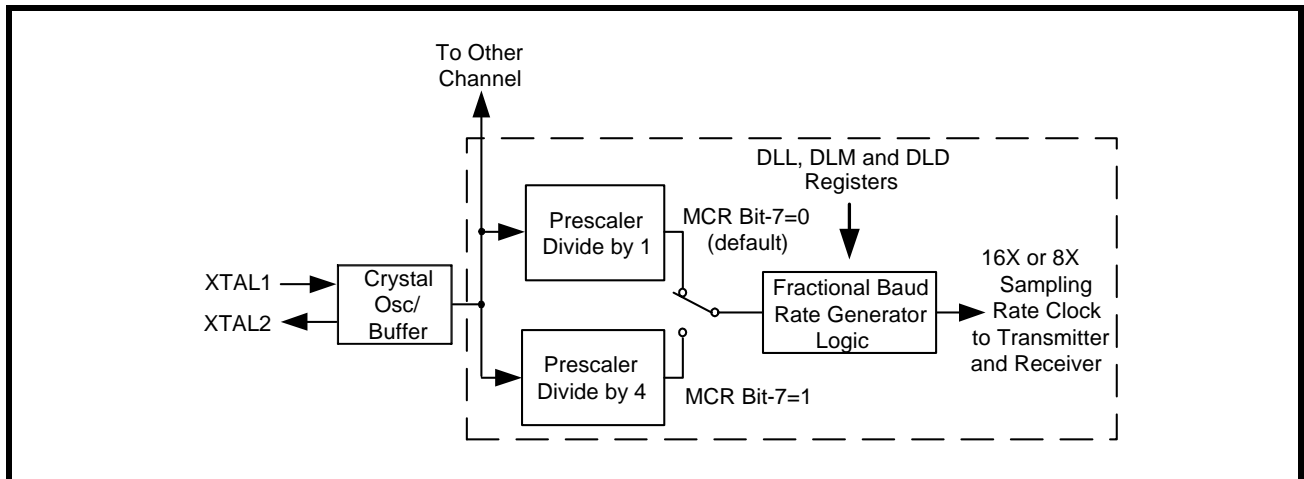 To Other
Channel
DLL, DLM and DLD
Registers
Prescaler
Divide by 1
MCR Bit-7=0
(default)
16X or 8X
Sampling
Rate Clock
to Transmitter
and Receiver
XTAL1
XTAL2
Crystal
Osc/
Buffer
Fractional Baud
Rate Generator
Logic
Prescaler
Divide by 4
MCR Bit-7=1